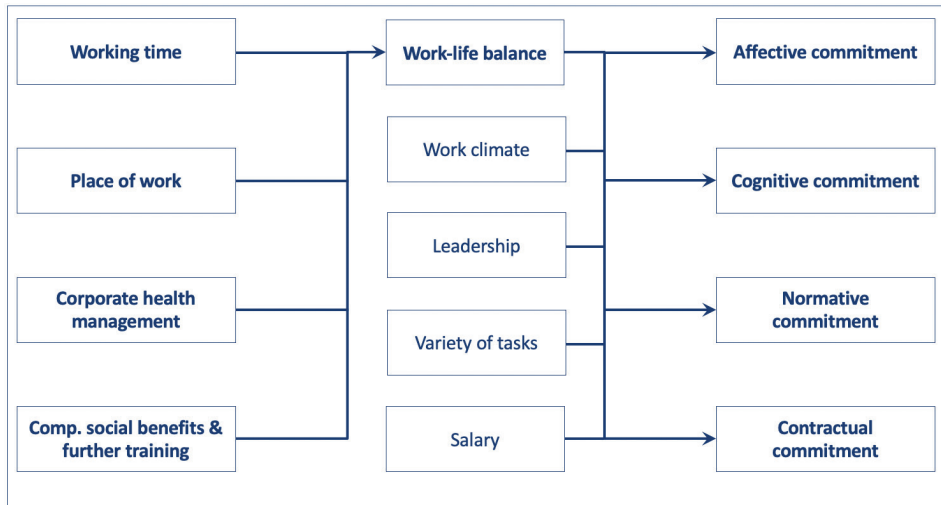 Working time
Work-life balance
Affective commitment
Work climate
Place of work
Cognitive commitment
Leadership
Corporate health
management
Normative
commitment
Variety of tasks
Comp. social benefits &
further training
Salary
Contractual
commitment